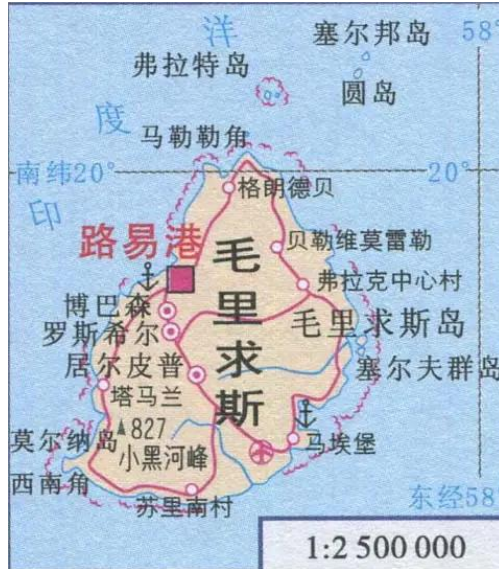 洋
塞尔邦岛
58°
弗拉特岛
圆岛
度
马勒勒角
南纬20°
20°
格朗德贝
印
路易港
贝勒维莫雷勒
毛里求斯
弗拉克中心村
博巴森
毛里求斯岛
罗斯希尔
居尔皮普
塞尔夫群岛
塔马兰
827
莫尔纳岛
小黑河峰
马埃堡
西南角
苏里南村
东经58
1:2 500 000